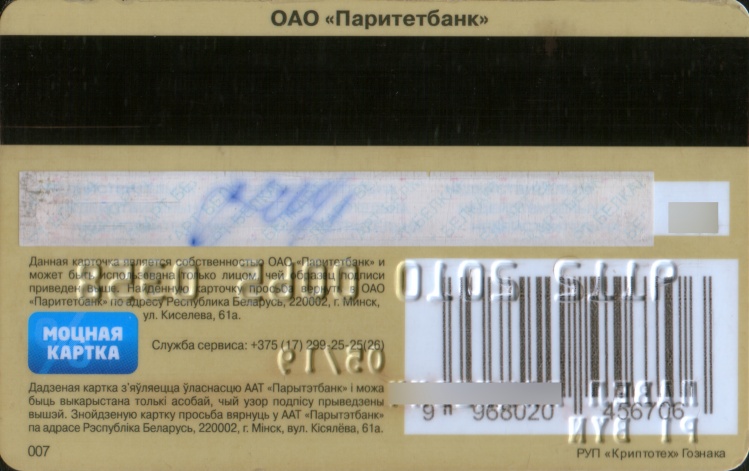 ОАО «Паритетбанк»
Данная карточка является собственностью ОАО «Паритетбанк» и
может быть использована только лицом, чей образец подписи
приведен выше. Найденную карточку просьба вернуть в ОАО
«Паритетбанк» по адресу Республика Беларусь, 220002, г. Минск,
ул. Киселева, 61а.
МОЦНАЯ
КАРТКА
Служба сервиса: +375 (17) 299-25-25(26)
Дадзеная картка з'яўляецца ўласнасцю ААТ «Парытэтбанк» і можа
быць выкарыстана толькі асобай, чый узор подпісу прыведзены
вышэй. Знойдзеную картку просьба вярнуць у ААТ «Парытэтбанк»
па адрасе Рэспубліка Беларусь, 220002, г. Мінск, вул. Кісялёва, 61а.
9 968020 456706
007
РУП «Криптотех» Гознака